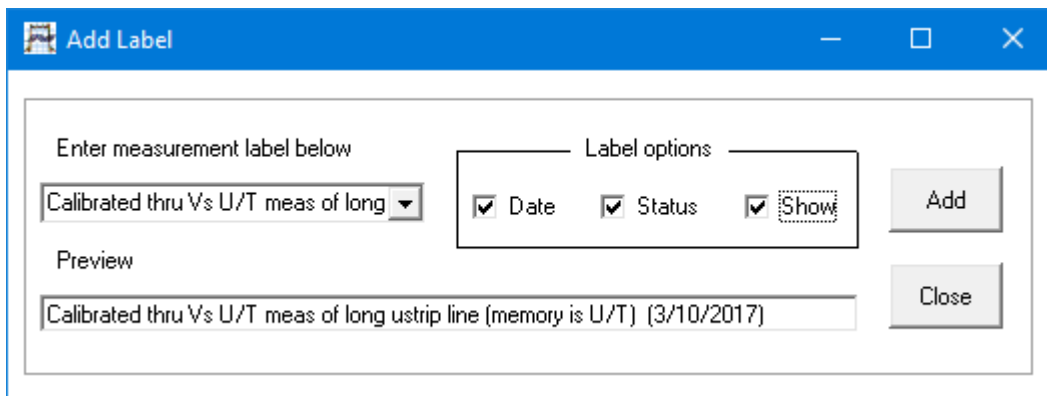 Add Label
Enter measurement label below
Label options
Calibrated thru Vs U/T meas of long
Date
Status
Show
Add
Preview
Calibrated thru Vs U/T meas of long ustrip line (memory is U/T) (3/10/2017)
Close